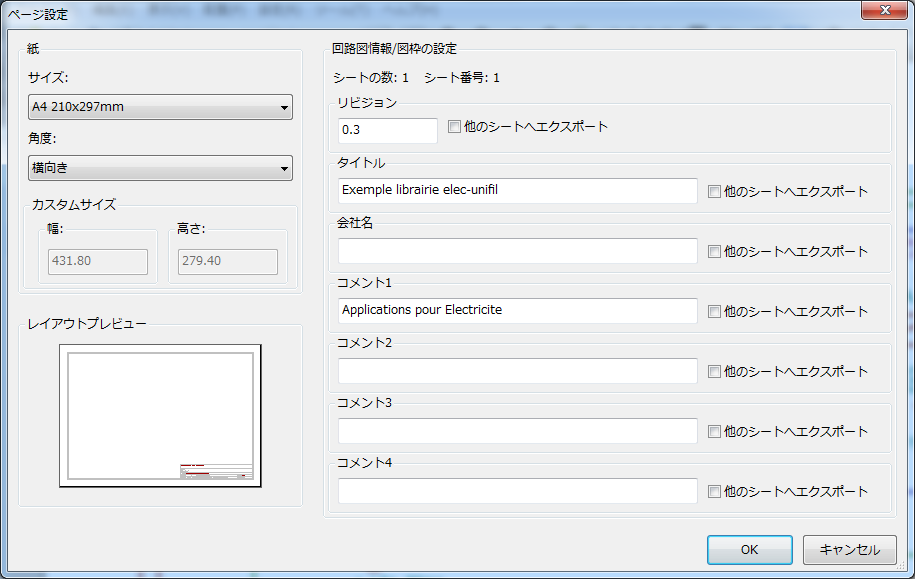 ページ設定
紙
サイズ:
A4 210x297mm
角度:
横向き
カスタムサイズ
幅:
高さ:
431.80
279.40
レイアウトプレビュー
回路図情報/図枠の設定
シートの数: 1 シート番号: 1
リビジョン
0.3
他のシートへエクスポート
タイトル
Exemple librairie elec-unifil
他のシートへエクスポート
会社名
他のシートへエクスポート
コメント1
Applications pour Electricite
他のシートへエクスポート
コメント2
他のシートへエクスポート
コメント3
他のシートへエクスポート
コメント4
他のシートへエクスポート
OK
キャンセル